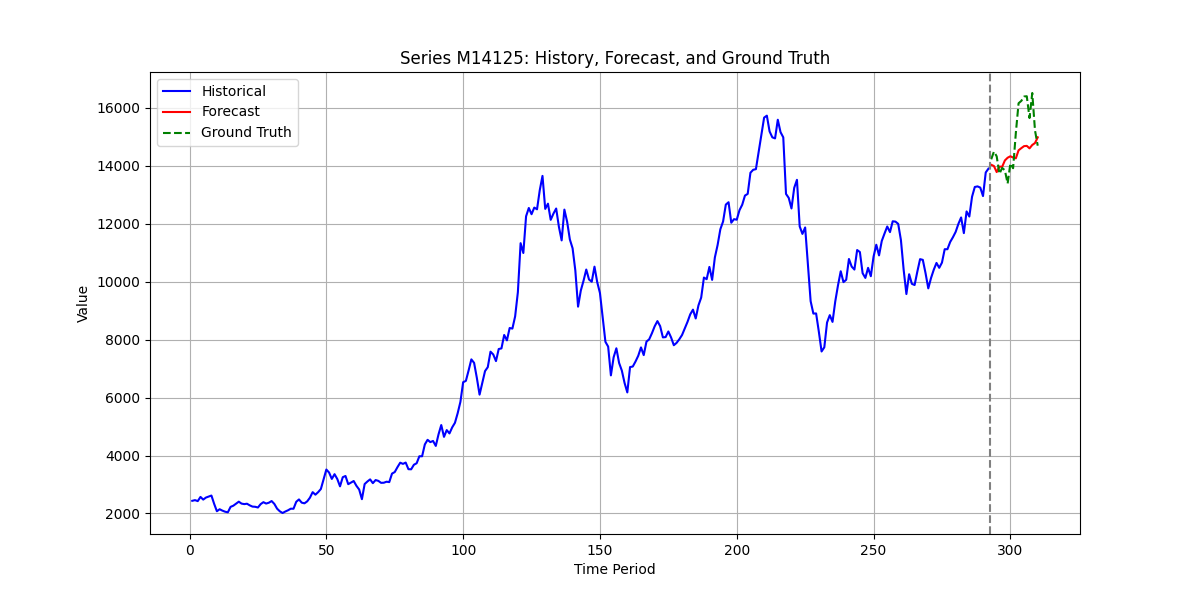 Series M14125: History, Forecast, and Ground Truth
Historical
Forecast
Ground Truth
16000
14000
12000
10000
8000
6000
4000
2000
Value
0 50 100 150 200 250 300
Time Period